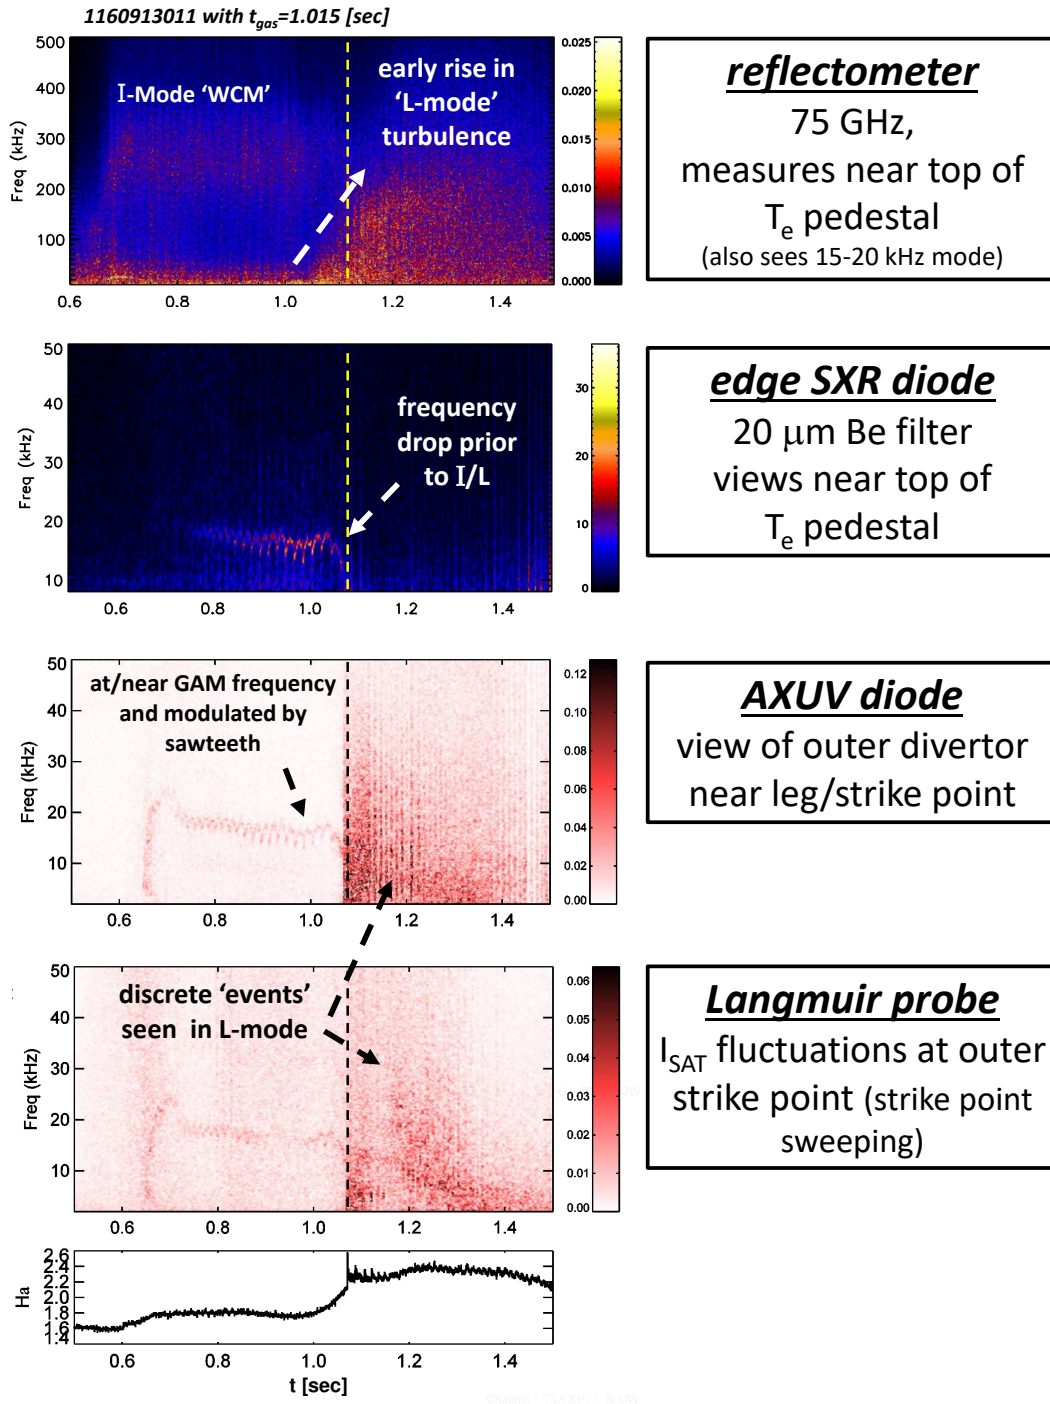 1160913011 with tgas=1.015 [sec]
500
400
300
200
100
Freq (kHz)
I-Mode ‘WCM’
early rise in
‘L-mode’
turbulence
0.025
0.020
0.015
0.010
0.005
0.000
0.6 0.8 1.0 1.2 1.4
reflectometer
75 GHz,
measures near top of
Te pedestal
(also sees 15-20 kHz mode)
50
40
30
20
10
Freq (kHz)
frequency
drop prior
to I/L
30
20
10
0
0.6 0.8 1.0 1.2 1.4
edge SXR diode
20 μm Be filter
views near top of
Te pedestal
50
40
30
20
10
Freq (kHz)
at/near GAM frequency
and modulated by
sawteeth
0.12
0.10
0.08
0.06
0.04
0.02
0.00
0.6 0.8 1.0 1.2 1.4
AXUV diode
view of outer divertor
near leg/strike point
50
40
30
20
10
Freq (kHz)
discrete ‘events’
seen in L-mode
0.06
0.05
0.04
0.03
0.02
0.01
0.00
0.6 0.8 1.0 1.2 1.4
Langmuir probe
ISAT fluctuations at outer
strike point (strike point
sweeping)
2.6
2.4
2.2
2.0
1.8
1.6
1.4
Ha
0.6 0.8 1.0 1.2 1.4
t [sec]